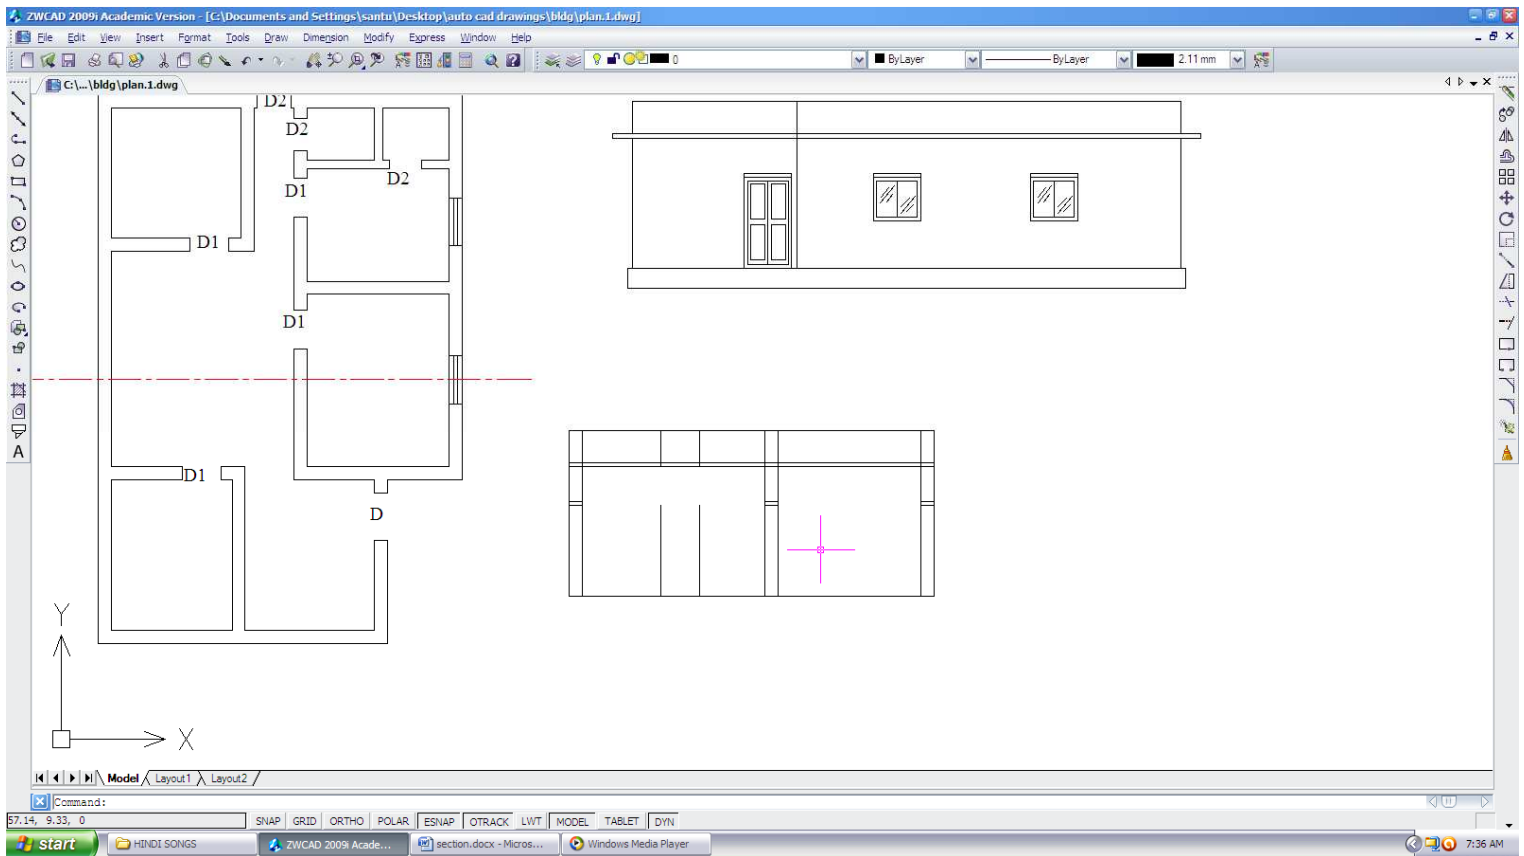 ZWCAD 2009i Academic Version - [C:\Documents and Settings\santu\Desktop\auto cad drawings\bldg\plan.1.dwg]
File Edit View Insert Format Tools Draw Dimension Modify Express Window Help
0 ByLayer ByLayer 2.11 mm
C:\...\bldg\plan.1.dwg
D2
D2
D2
D1
D1
D1
D1
D
Y
X
A
Model Layout1 Layout2
Command:
57.14, 9.33, 0 SNAP GRID ORTHO POLAR ESNAP OTRACK LWT MODEL TABLET DYN
start HINDI SONGS ZWCAD 2009i Acade... section.docx - Micros... Windows Media Player 7:36 AM